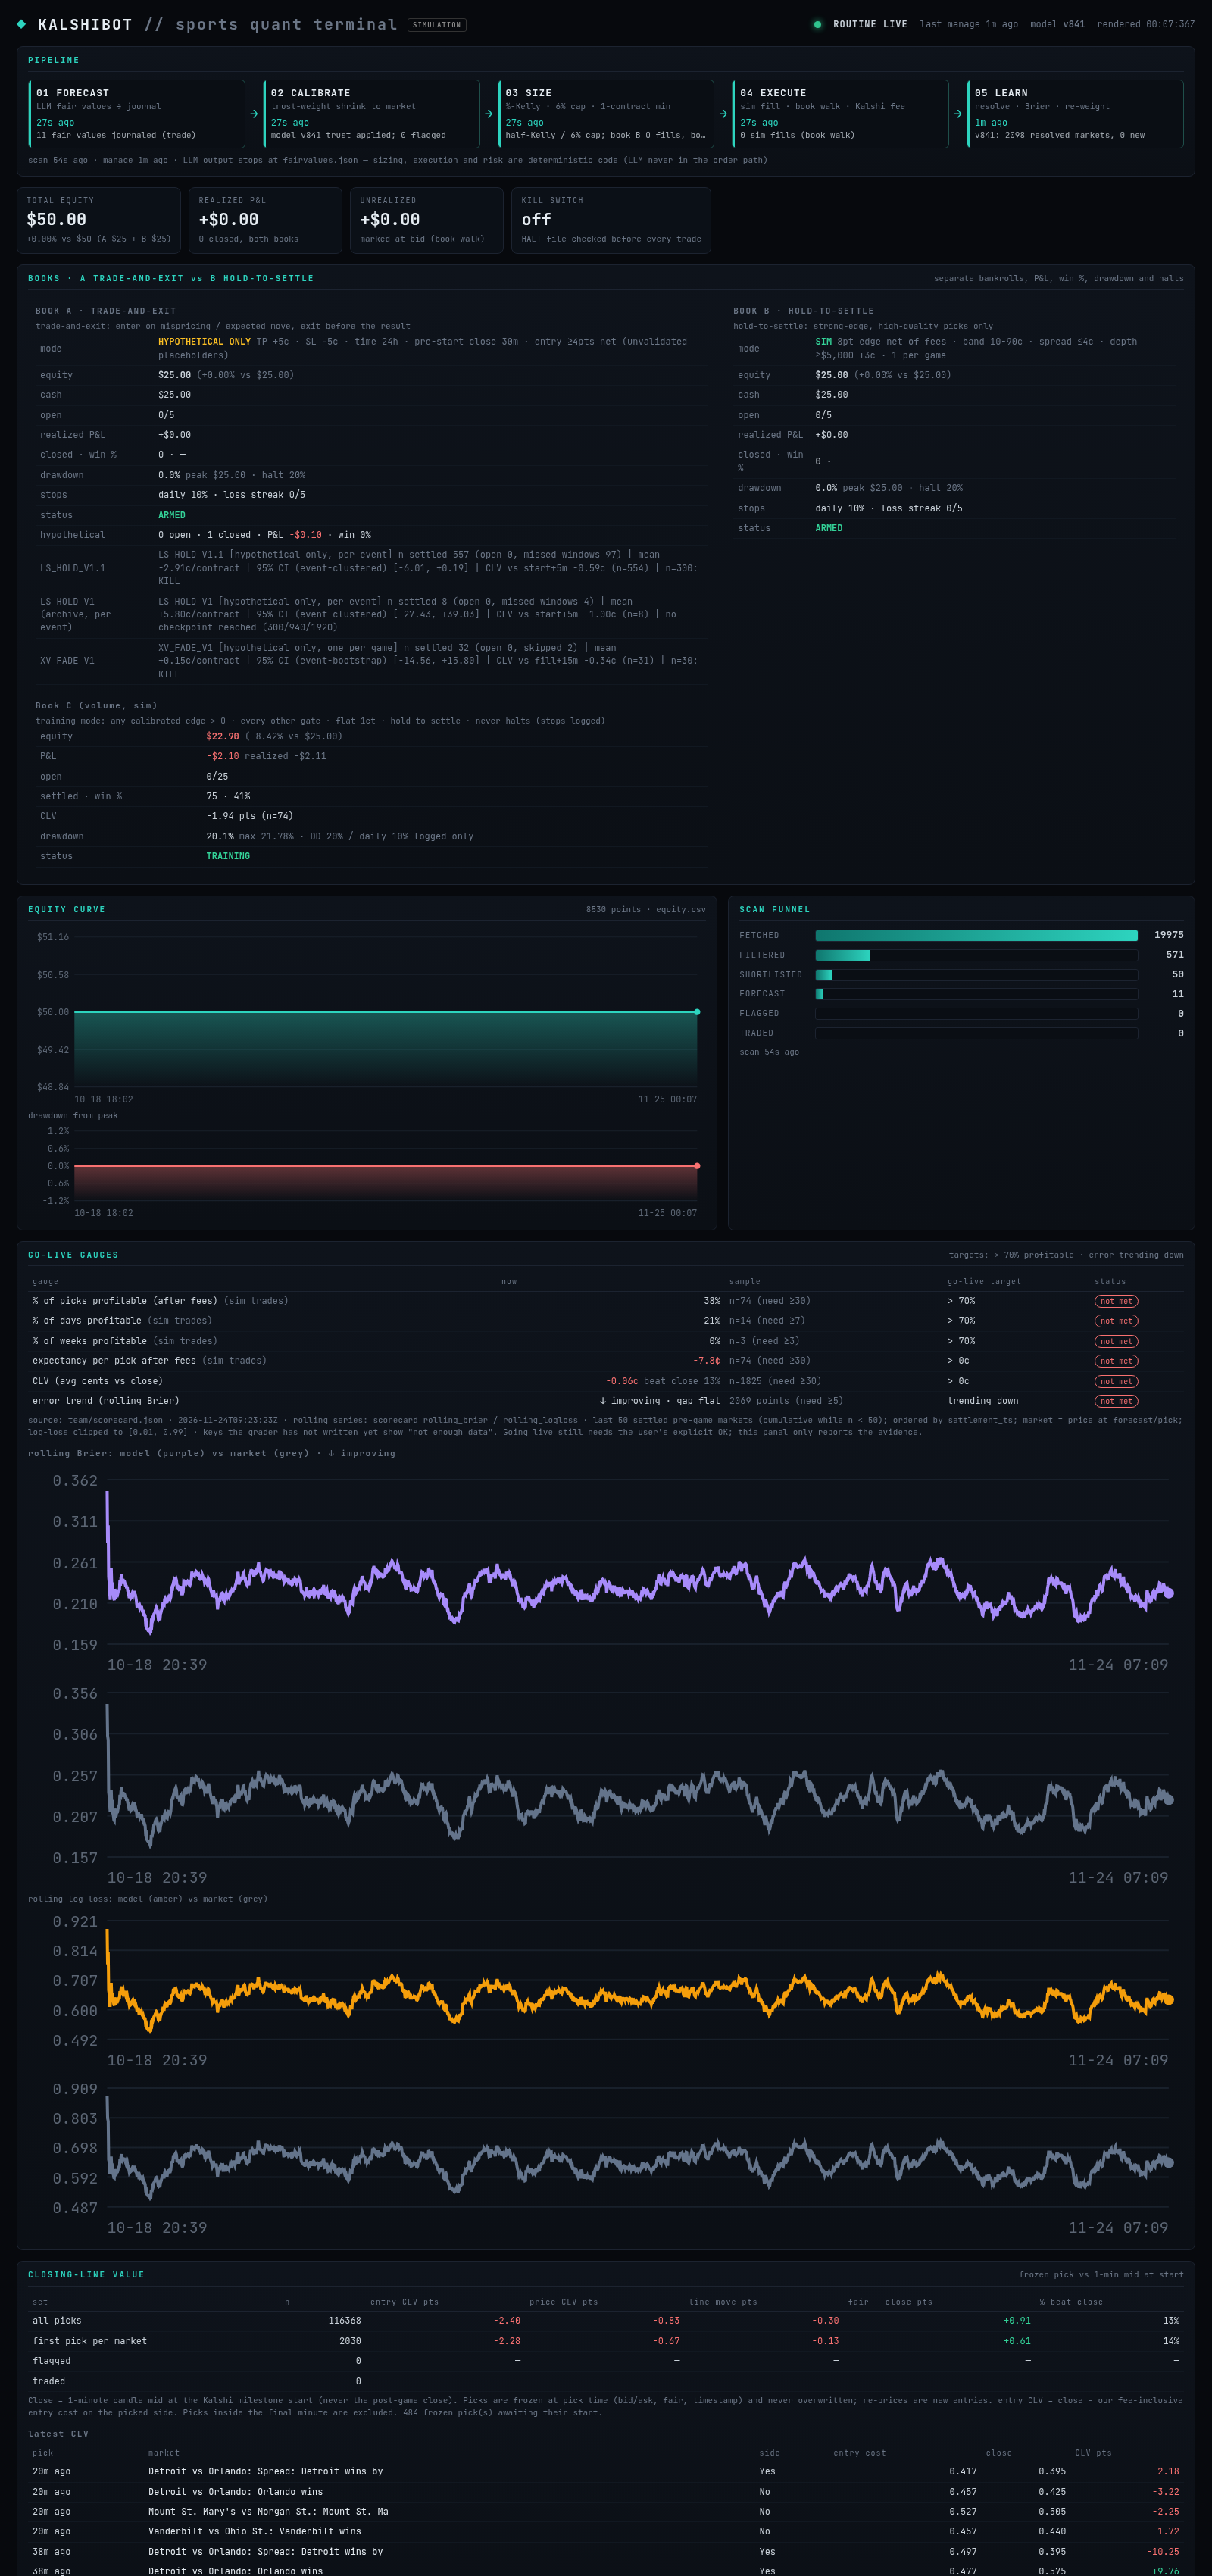 ◆ KALSHIBOT // sports quant terminal SIMULATION
ROUTINE LIVE last manage 1m ago model v841 rendered 00:07:36Z
PIPELINE
01 FORECAST
LLM fair values → journal
27s ago
11 fair values journaled (trade)
→
02 CALIBRATE
trust-weight shrink to market
27s ago
model v841 trust applied; 0 flagged
→
03 SIZE
½-Kelly · 6% cap · 1-contract min
27s ago
half-Kelly / 6% cap; book B 0 fills, bo…
→
04 EXECUTE
sim fill · book walk · Kalshi fee
27s ago
0 sim fills (book walk)
→
05 LEARN
resolve · Brier · re-weight
1m ago
v841: 2098 resolved markets, 0 new
scan 54s ago · manage 1m ago · LLM output stops at fairvalues.json — sizing, execution and risk are deterministic code (LLM never in the order path)
TOTAL EQUITY
$50.00
+0.00% vs $50 (A $25 + B $25)
REALIZED P&L
+$0.00
0 closed, both books
UNREALIZED
+$0.00
marked at bid (book walk)
KILL SWITCH
off
HALT file checked before every trade
BOOKS · A TRADE-AND-EXIT vs B HOLD-TO-SETTLE
separate bankrolls, P&L, win %, drawdown and halts
BOOK A · TRADE-AND-EXIT
trade-and-exit: enter on mispricing / expected move, exit before the result
mode HYPOTHETICAL ONLY TP +5c · SL -5c · time 24h · pre-start close 30m · entry ≥4pts net (unvalidated
placeholders)
equity $25.00 (+0.00% vs $25.00)
cash $25.00
open 0/5
realized P&L +$0.00
closed · win % 0 · —
drawdown 0.0% peak $25.00 · halt 20%
stops daily 10% · loss streak 0/5
status ARMED
hypothetical 0 open · 1 closed · P&L -$0.10 · win 0%
LS_HOLD_V1.1 LS_HOLD_V1.1 [hypothetical only, per event] n settled 557 (open 0, missed windows 97) | mean
-2.91c/contract | 95% CI (event-clustered) [-6.01, +0.19] | CLV vs start+5m -0.59c (n=554) | n=300:
KILL
LS_HOLD_V1 (archive, per event) LS_HOLD_V1 [hypothetical only, per event] n settled 8 (open 0, missed windows 4) | mean
+5.80c/contract | 95% CI (event-clustered) [-27.43, +39.03] | CLV vs start+5m -1.00c (n=8) | no
checkpoint reached (300/940/1920)
XV_FADE_V1 XV_FADE_V1 [hypothetical only, one per game] n settled 32 (open 0, skipped 2) | mean
+0.15c/contract | 95% CI (event-bootstrap) [-14.56, +15.80] | CLV vs fill+15m -0.34c (n=31) | n=30:
KILL
BOOK B · HOLD-TO-SETTLE
hold-to-settle: strong-edge, high-quality picks only
mode SIM 8pt edge net of fees · band 10-90c · spread ≤4c · depth
≥$5,000 ±3c · 1 per game
equity $25.00 (+0.00% vs $25.00)
cash $25.00
open 0/5
realized P&L +$0.00
closed · win % 0 · —
drawdown 0.0% peak $25.00 · halt 20%
stops daily 10% · loss streak 0/5
status ARMED
Book C (volume, sim)
training mode: any calibrated edge > 0 · every other gate · flat 1ct · hold to settle · never halts (stops logged)
equity $22.90 (-8.42% vs $25.00)
P&L -$2.10 realized -$2.11
open 0/25
settled · win % 75 · 41%
CLV -1.94 pts (n=74)
drawdown 20.1% max 21.78% · DD 20% / daily 10% logged only
status TRAINING
EQUITY CURVE
8530 points · equity.csv
$51.16
$50.58
$50.00
$49.42
$48.84
10-18 18:02 11-25 00:07
drawdown from peak
1.2%
0.6%
0.0%
-0.6%
-1.2%
10-18 18:02 11-25 00:07
SCAN FUNNEL
FETCHED 19975
FILTERED 571
SHORTLISTED 50
FORECAST 11
FLAGGED 0
TRADED 0
scan 54s ago
GO-LIVE GAUGES
targets: > 70% profitable · error trending down
gauge now sample go-live target status
% of picks profitable (after fees) (sim trades) 38% n=74 (need ≥30) > 70% not met
% of days profitable (sim trades) 21% n=14 (need ≥7) > 70% not met
% of weeks profitable (sim trades) 0% n=3 (need ≥3) > 70% not met
expectancy per pick after fees (sim trades) -7.8¢ n=74 (need ≥30) > 0¢ not met
CLV (avg cents vs close) -0.06¢ beat close 13% n=1825 (need ≥30) > 0¢ not met
error trend (rolling Brier) ↓ improving · gap flat 2069 points (need ≥5) trending down not met
source: team/scorecard.json · 2026-11-24T09:23:23Z · rolling series: scorecard rolling_brier / rolling_logloss · last 50 settled pre-game markets (cumulative while n < 50); ordered by settlement_ts; market = price at forecast/pick;
log-loss clipped to [0.01, 0.99] · keys the grader has not written yet show "not enough data". Going live still needs the user's explicit OK; this panel only reports the evidence.
rolling Brier: model (purple) vs market (grey) · ↓ improving
0.362
0.311
0.261
0.210
0.159
10-18 20:39 11-24 07:09
0.356
0.306
0.257
0.207
0.157
10-18 20:39 11-24 07:09
rolling log-loss: model (amber) vs market (grey)
0.921
0.814
0.707
0.600
0.492
10-18 20:39 11-24 07:09
0.909
0.803
0.698
0.592
0.487
10-18 20:39 11-24 07:09
CLOSING-LINE VALUE
frozen pick vs 1-min mid at start
set n entry CLV pts price CLV pts line move pts fair - close pts % beat close
all picks 116368 -2.40 -0.83 -0.30 +0.91 13%
first pick per market 2030 -2.28 -0.67 -0.13 +0.61 14%
flagged 0 — — — — —
traded 0 — — — — —
Close = 1-minute candle mid at the Kalshi milestone start (never the post-game close). Picks are frozen at pick time (bid/ask, fair, timestamp) and never overwritten; re-prices are new entries. entry CLV = close - our fee-inclusive
entry cost on the picked side. Picks inside the final minute are excluded. 484 frozen pick(s) awaiting their start.
latest CLV
pick market side entry cost close CLV pts
20m ago Detroit vs Orlando: Spread: Detroit wins by Yes 0.417 0.395 -2.18
20m ago Detroit vs Orlando: Orlando wins No 0.457 0.425 -3.22
20m ago Mount St. Mary's vs Morgan St.: Mount St. Ma No 0.527 0.505 -2.25
20m ago Vanderbilt vs Ohio St.: Vanderbilt wins No 0.457 0.440 -1.72
38m ago Detroit vs Orlando: Spread: Detroit wins by Yes 0.497 0.395 -10.25
38m ago Detroit vs Orlando: Orlando wins Yes 0.477 0.575 +9.76